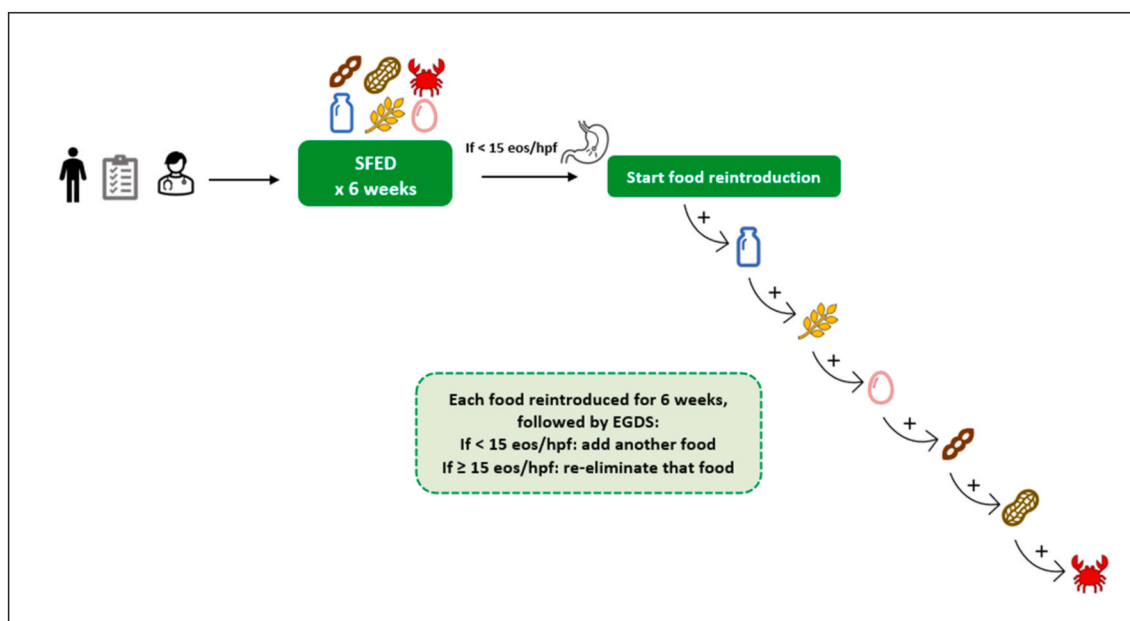 If < 15 eos/hpf
SFED
x 6 weeks
Start food reintroduction
+
+
+
+
+
+
Each food reintroduced for 6 weeks,
followed by EGDS:
If < 15 eos/hpf: add another food
If ≥ 15 eos/hpf: re-eliminate that food